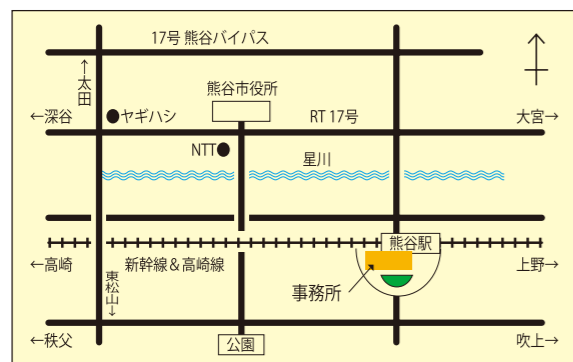 17号 熊谷バイパス
←太田
熊谷市役所
←深谷
ヤギハシ
RT 17号
大宮→
NTT
星川
熊谷駅
←高崎
新幹線＆高崎線
上野→
東松山→
事務所
←秩父
公園
吹上→